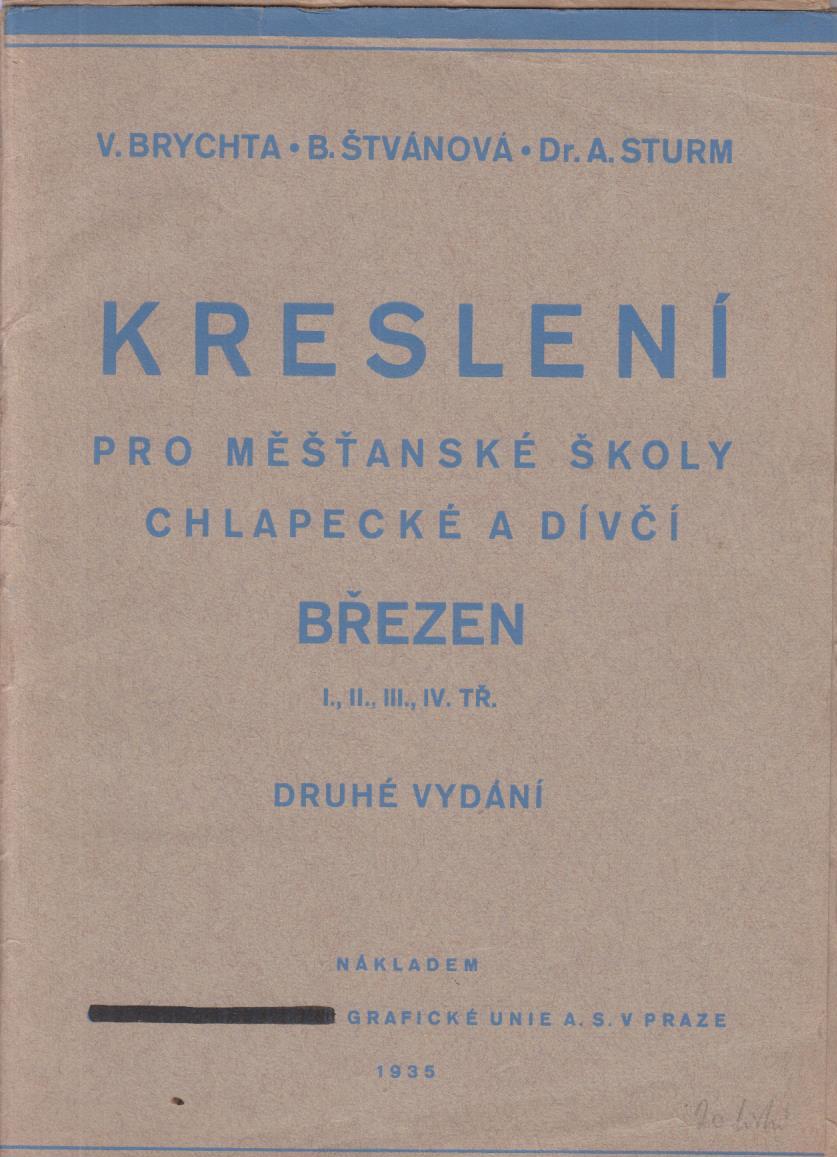 V. BRYCHTA • B. ŠTVÁNOVÁ • Dr. A. STURM
KRESLENÍ
PRO MĚŠŤANSKÉ ŠKOLY
CHLAPECKÉ A DÍVČÍ
BŘEZEN
I., II., III., IV. TŘ.
DRUHÉ VYDÁNÍ
NÁKLADEM
GRAFICKÉ UNIE A. S. V PRAZE
1935